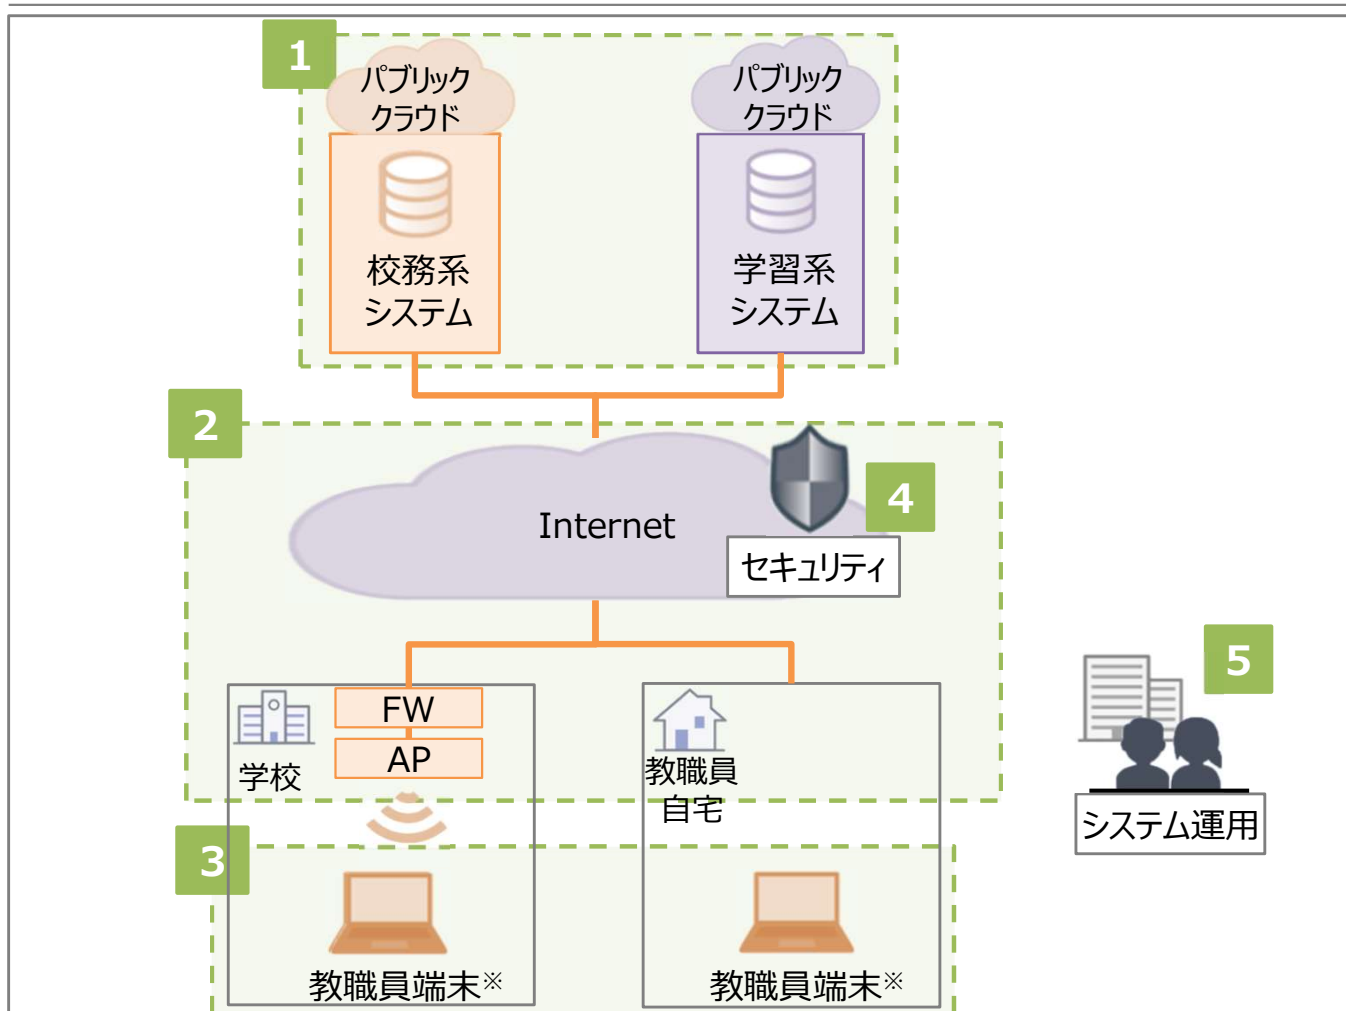 1
パブリック
クラウド
パブリック
クラウド
校務系
システム
学習系
システム
2
Internet
4
セキュリティ
5
FW
AP
学校
教職員
自宅
システム運用
3
教職員端末※
教職員端末※